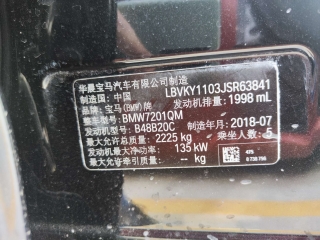 华晨宝马汽车有限公司 制造
制造国：中国 LBVKY1103JSR63841
品牌：宝马(BMW)牌 发动机排量：1998 mL
整车型号：BMW7201QM
发动机型号：B48B20C 制造年月：2018-07
最大允许总质量：2225 kg 乘坐人数：5
发动机最大净功率：135 kW
最大允许牵引质量：-- kg
475